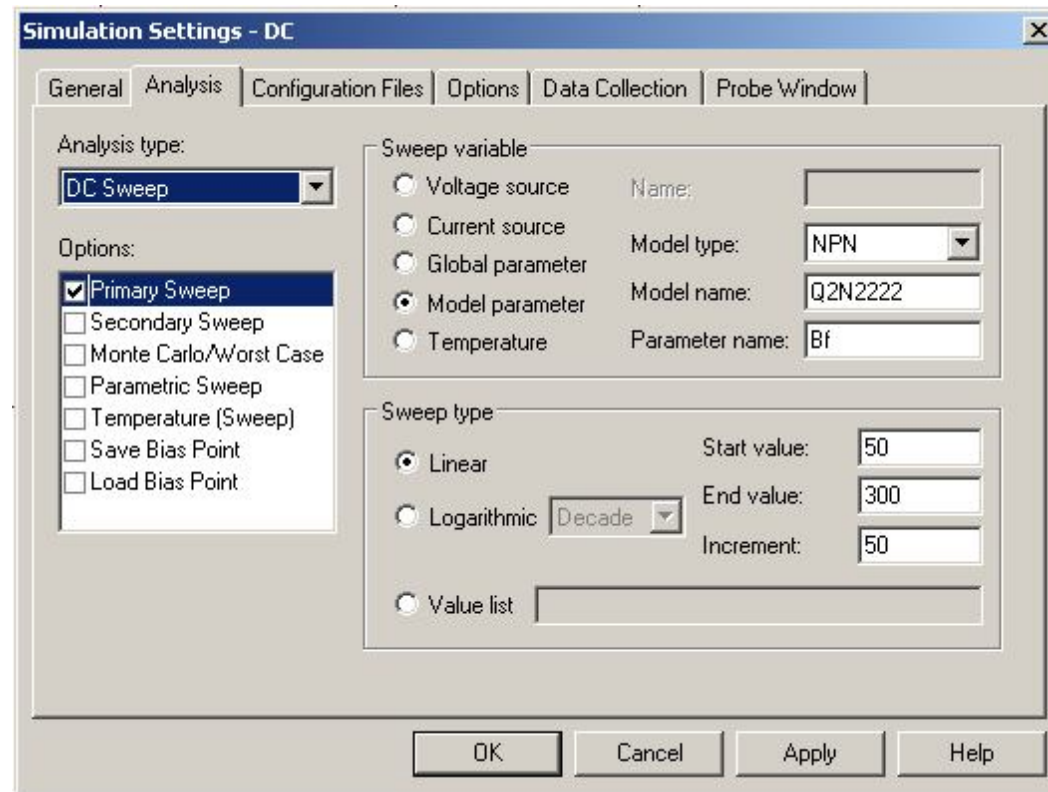 Simulation Settings - DC
General Analysis Configuration Files Options Data Collection Probe Window
Analysis type:
DC Sweep
Options:
Primary Sweep
Secondary Sweep
Monte Carlo/Worst Case
Parametric Sweep
Temperature (Sweep)
Save Bias Point
Load Bias Point
Sweep variable
Voltage source
Current source
Global parameter
Model parameter
Temperature
Name:
Model type: NPN
Model name: Q2N2222
Parameter name: Bf
Sweep type
Linear
Logarithmic Decade
Value list
Start value: 50
End value: 300
Increment: 50
OK Cancel Apply Help